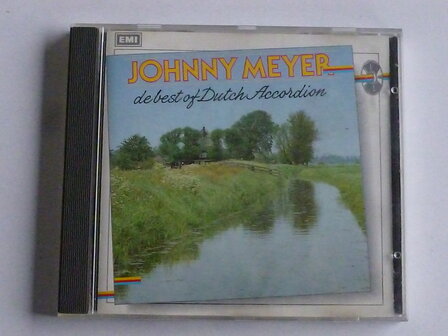 EMI
JOHNNY MEYER
de best of Dutch Accordion